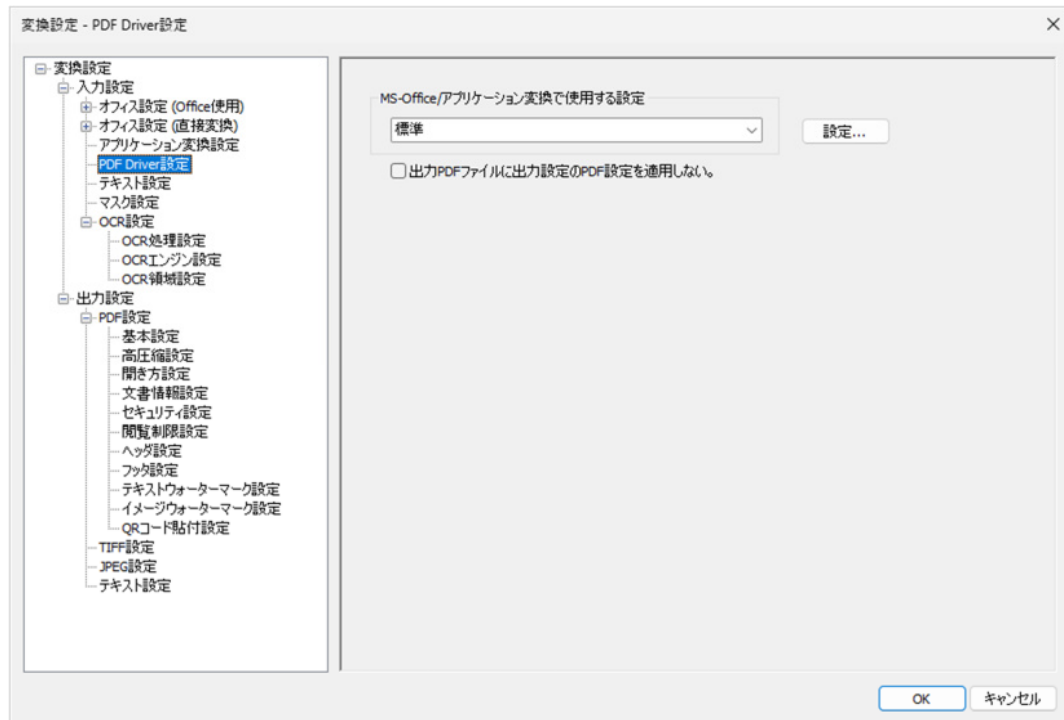 変換設定 - PDF Driver設定
変換設定
入力設定
オフィス設定 (Office使用)
オフィス設定 (直接変換)
アプリケーション変換設定
PDF Driver設定
テキスト設定
マスク設定
OCR設定
OCR処理設定
OCRエンジン設定
OCR領域設定
出力設定
PDF設定
基本設定
高圧縮設定
開き方設定
文書情報設定
セキュリティ設定
閲覧制限設定
ヘッダ設定
フッタ設定
テキストウォーターマーク設定
イメージウォーターマーク設定
QRコード貼付設定
TIFF設定
JPEG設定
テキスト設定
MS-Office/アプリケーション変換で使用する設定
標準
設定...
出力PDFファイルに出力設定のPDF設定を適用しない。
OK
キャンセル